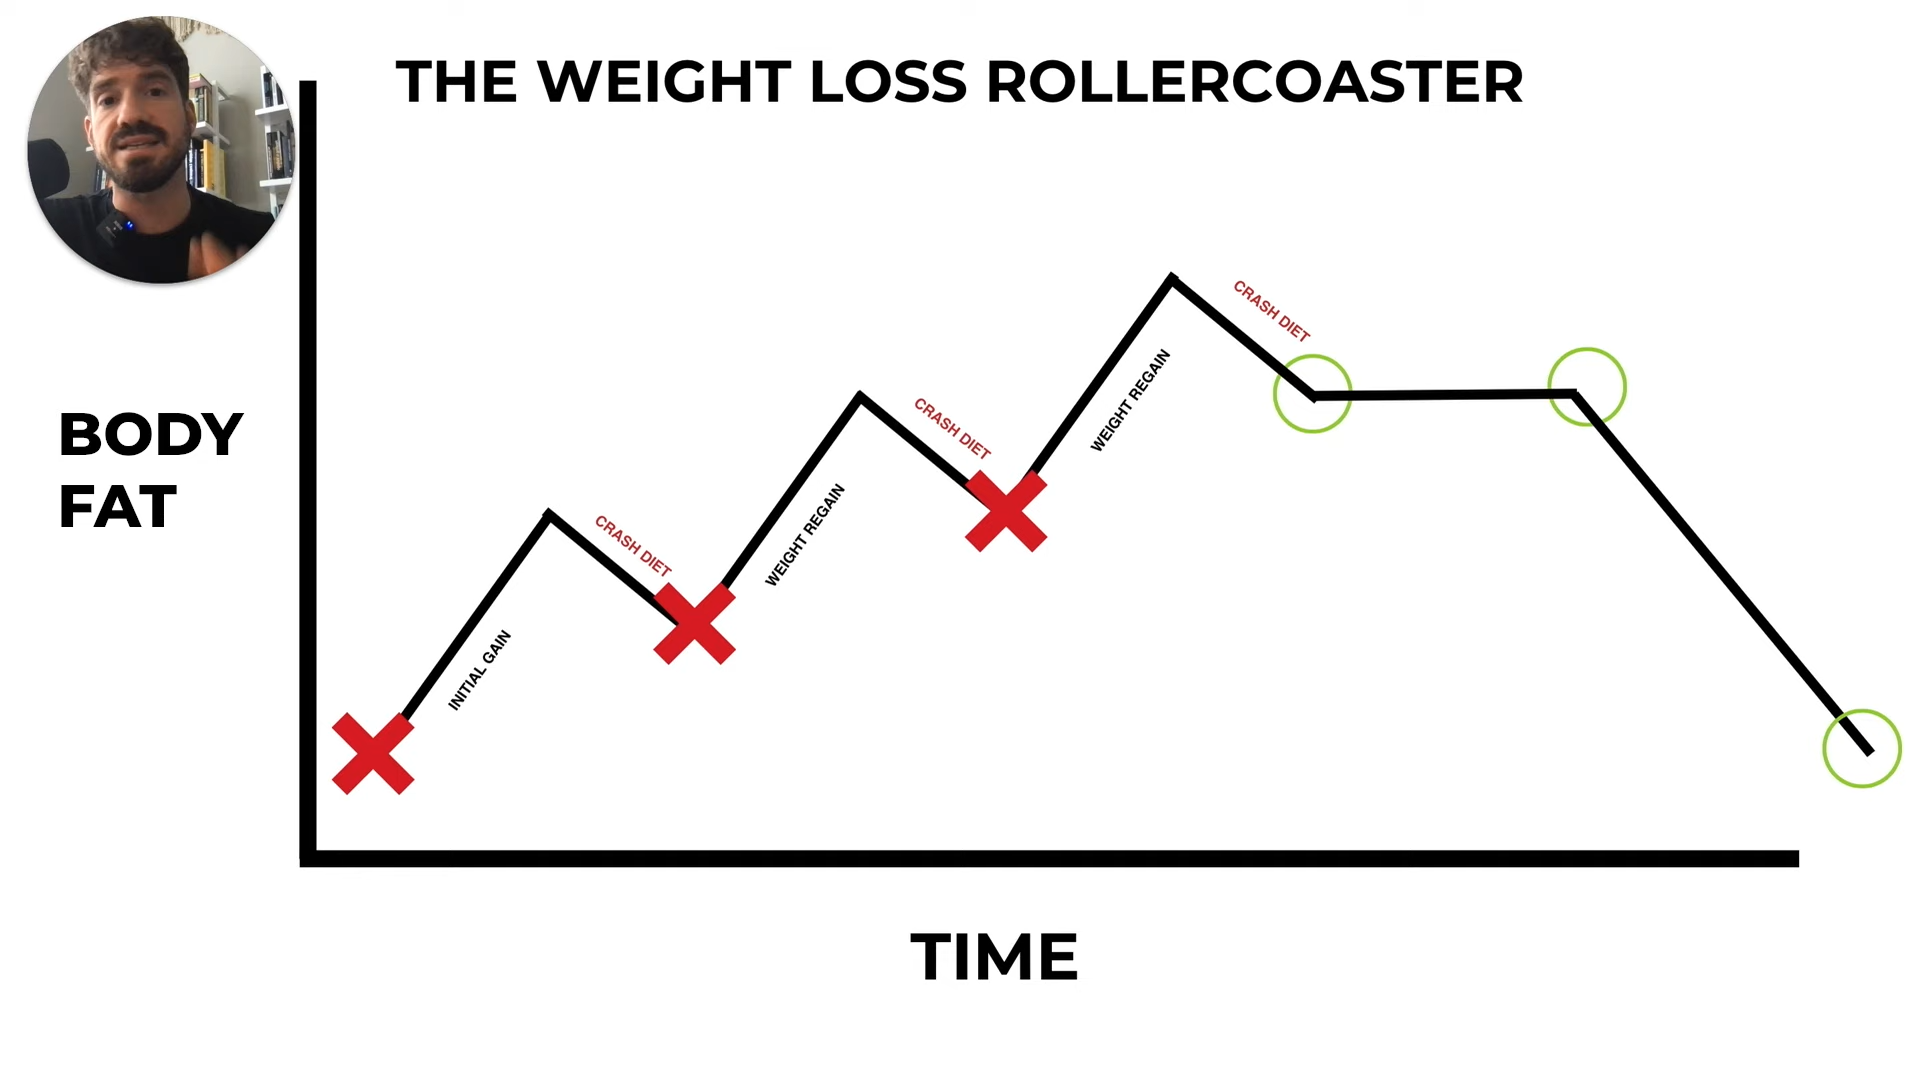 THE WEIGHT LOSS ROLLERCOASTER
BODY
FAT
INITIAL GAIN
CRASH DIET
WEIGHT REGAIN
CRASH DIET
WEIGHT REGAIN
CRASH DIET
TIME